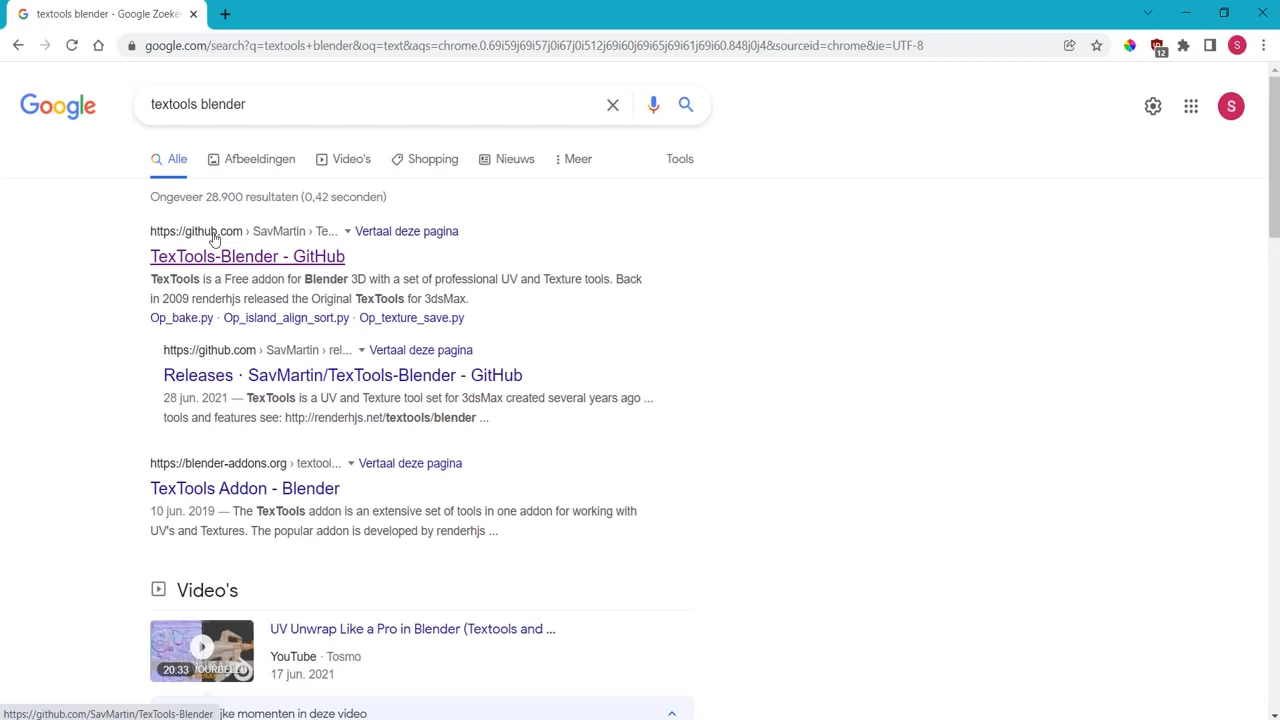 textools blender - Google Zoeke
google.com/search?q=textools+blender&oq=text&aqs=chrome.0.69i59j69i57j0i67j0i512j69i60j69i65j69i61j69i60.848j0j4&sourceid=chrome&ie=UTF-8
12
S
Google
textools blender
S
Alle
Afbeeldingen
Video's
Shopping
Nieuws
Meer
Tools
Ongeveer 28.900 resultaten (0,42 seconden)
https://github.com › SavMartin › Te... Vertaal deze pagina
TexTools-Blender - GitHub
TexTools is a Free addon for Blender 3D with a set of professional UV and Texture tools. Back
in 2009 renderhjs released the Original TexTools for 3dsMax.
Op_bake.py · Op_island_align_sort.py · Op_texture_save.py
https://github.com › SavMartin › rel... Vertaal deze pagina
Releases · SavMartin/TexTools-Blender - GitHub
28 jun. 2021 — TexTools is a UV and Texture tool set for 3dsMax created several years ago ...
tools and features see: http://renderhjs.net/textools/blender ...
https://blender-addons.org › textool... Vertaal deze pagina
TexTools Addon - Blender
10 jun. 2019 — The TexTools addon is an extensive set of tools in one addon for working with
UV's and Textures. The popular addon is developed by renderhjs ...
Video's
UV Unwrap Like a Pro in Blender (Textools and ...
YouTube · Tosmo
17 jun. 2021
20:33
https://github.com/SavMartin/TexTools-Blender
jke momenten in deze video